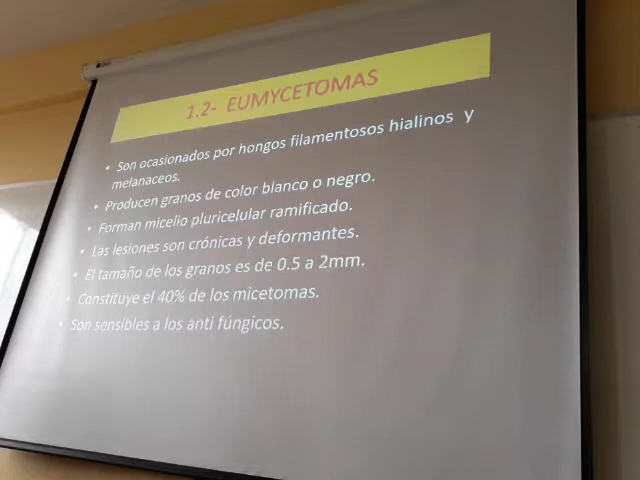 1.2- EUMYCETOMAS
• Son ocasionados por hongos filamentosos hialinos y
melanaceos.
• Producen granos de color blanco o negro.
• Forman micelio pluricelular ramificado.
• Las lesiones son crónicas y deformantes.
• El tamaño de los granos es de 0.5 a 2mm.
• Constituye el 40% de los micetomas.
• Son sensibles a los anti fúngicos.